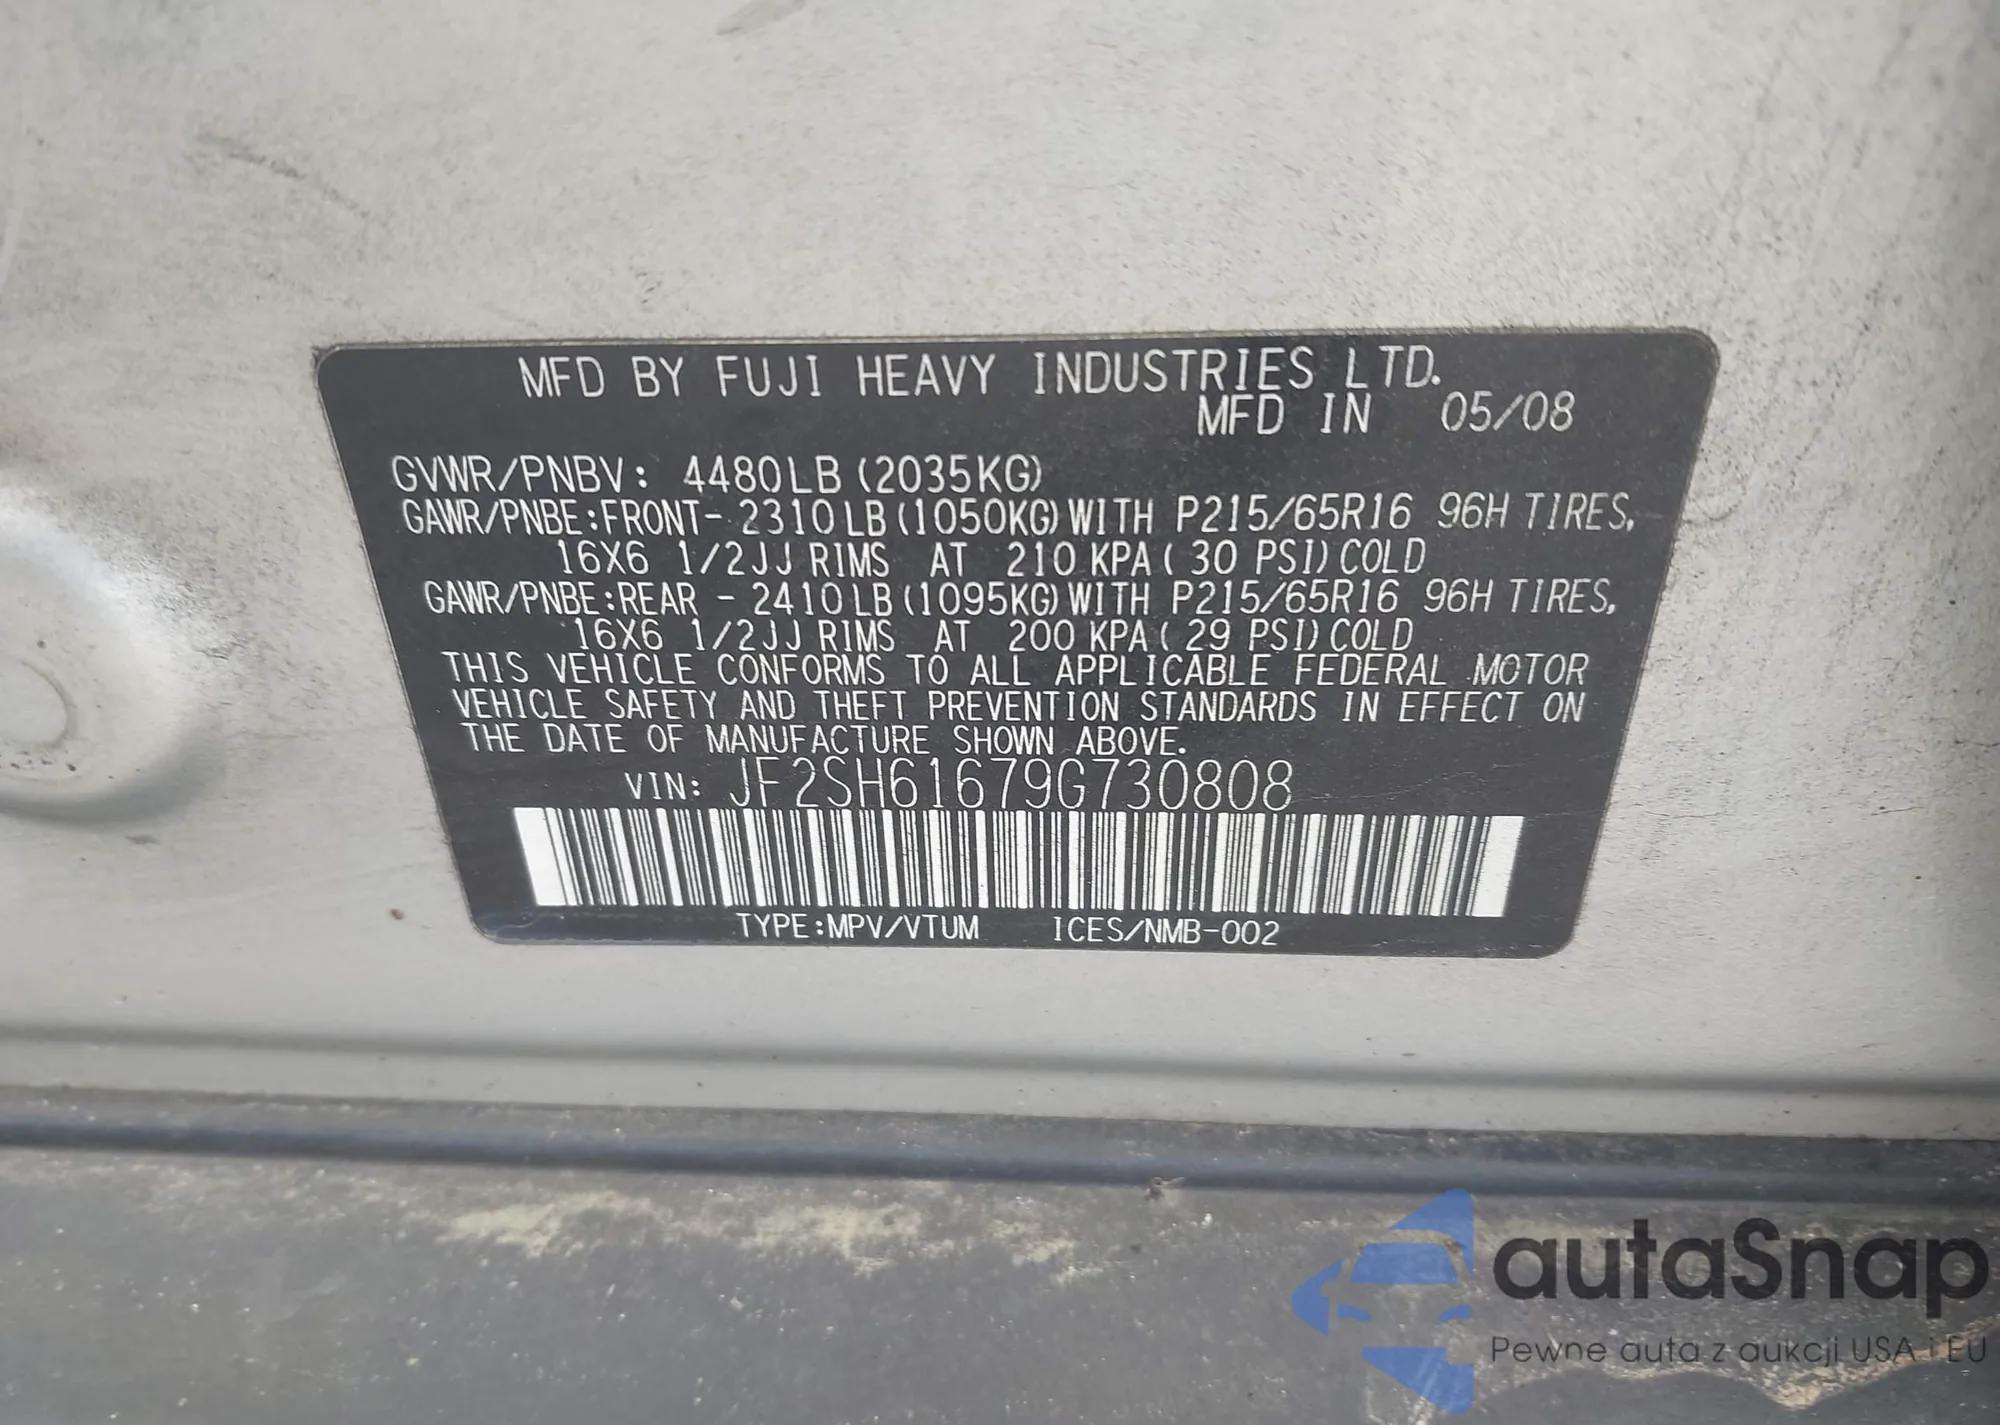 MFD BY FUJI HEAVY INDUSTRIES LTD.
MFD IN 05/08
GVWR/PNBV: 4480LB(2035KG)
GAWR/PNBE:FRONT- 2310LB(1050KG)WITH P215/65R16 96H TIRES,
16X6 1/2JJ RIMS AT 210 KPA( 30 PSI)COLD
GAWR/PNBE:REAR - 2410LB(1095KG)WITH P215/65R16 96H TIRES,
16X6 1/2JJ RIMS AT 200 KPA( 29 PSI)COLD
THIS VEHICLE CONFORMS TO ALL APPLICABLE FEDERAL MOTOR
VEHICLE SAFETY AND THEFT PREVENTION STANDARDS IN EFFECT ON
THE DATE OF MANUFACTURE SHOWN ABOVE.
VIN: JF2SH61679G730808
TYPE:MPV/VTUM ICES/NMB-002
autaSnap
Pewne auta z aukcji USA i EU